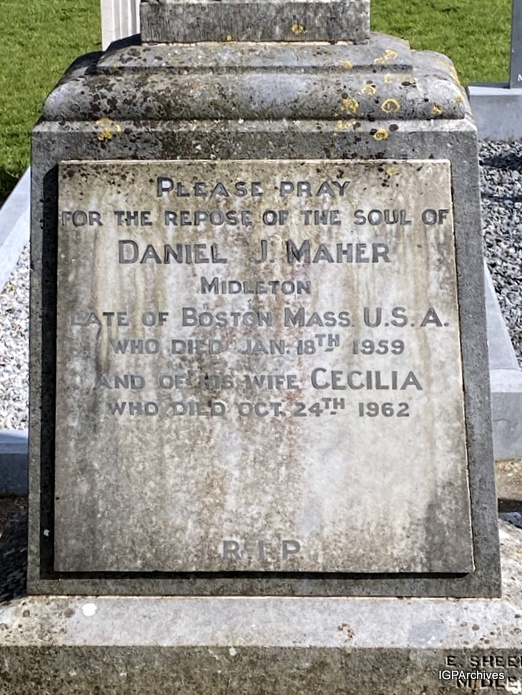 PLEASE PRAY
FOR THE REPOSE OF THE SOUL OF
DANIEL J. MAHER
MIDLETON
LATE OF BOSTON MASS. U.S.A.
WHO DIED JAN. 18TH 1959
AND OF HIS WIFE CECILIA
WHO DIED OCT. 24TH 1962
R.I.P.
E SHEE
IGPArchives